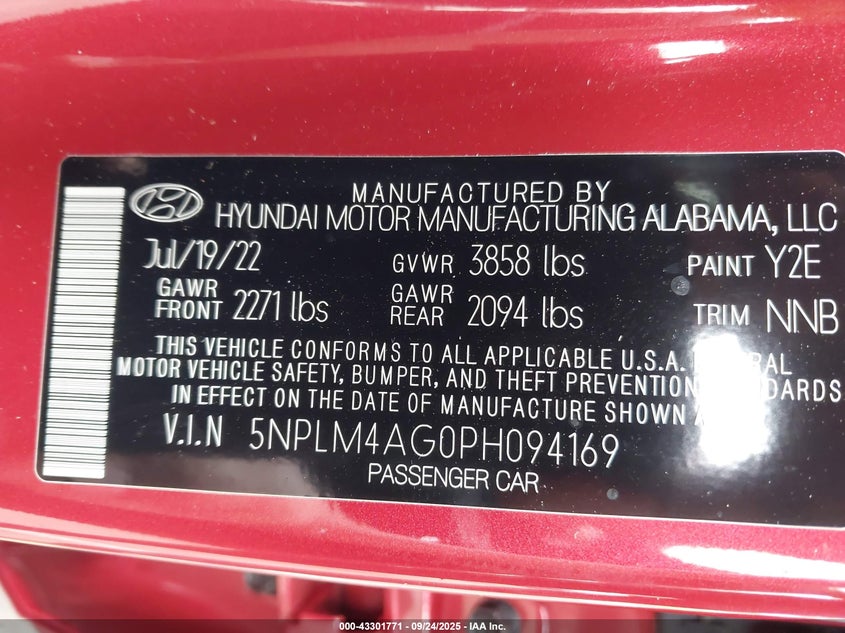 MANUFACTURED BY
HYUNDAI MOTOR MANUFACTURING ALABAMA, LLC
Jul/19/22 GVWR 3858 lbs PAINT Y2E
GAWR FRONT 2271 lbs GAWR REAR 2094 lbs TRIM NNB
THIS VEHICLE CONFORMS TO ALL APPLICABLE U.S.A.
MOTOR VEHICLE SAFETY, BUMPER, AND THEFT PREVENTION
IN EFFECT ON THE DATE OF MANUFACTURE SHOWN
V.I.N 5NPLM4AG0PH094169
PASSENGER CAR
000-43301771 - 09/24/2025 - IAA Inc.